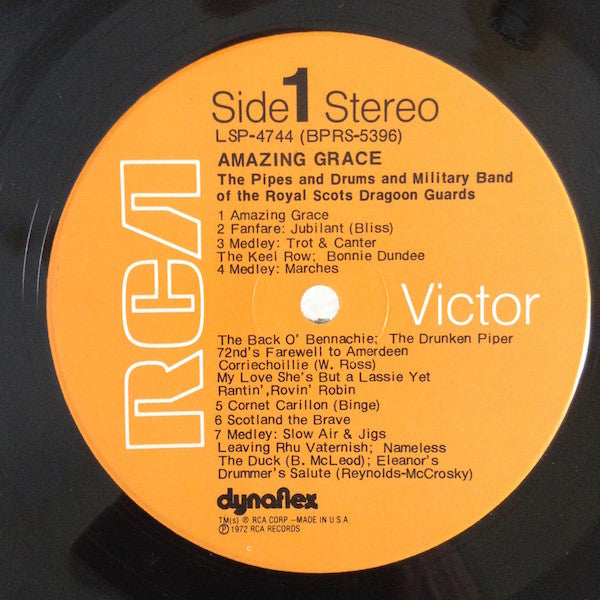 Side 1 Stereo
LSP-4744 (BPRS-5396)
AMAZING GRACE
The Pipes and Drums and Military Band
of the Royal Scots Dragoon Guards
1 Amazing Grace
2 Fanfare: Jubilant (Bliss)
3 Medley: Trot & Canter
The Keel Row; Bonnie Dundee
4 Medley: Marches
RCA
Victor
The Back O' Bennachie; The Drunken Piper
72nd's Farewell to Amerdeen
Corriechoillie (W. Ross)
My Love She's But a Lassie Yet
Rantin', Rovin' Robin
5 Cornet Carillon (Binge)
6 Scotland the Brave
7 Medley: Slow Air & Jigs
Leaving Rhu Vaternish; Nameless
The Duck (B. McLeod); Eleanor's
Drummer's Salute (Reynolds-McCrosky)
dynaflex
TM(s) ® RCA CORP -MADE IN U.S.A
Ⓟ1972 RCA RECORDS